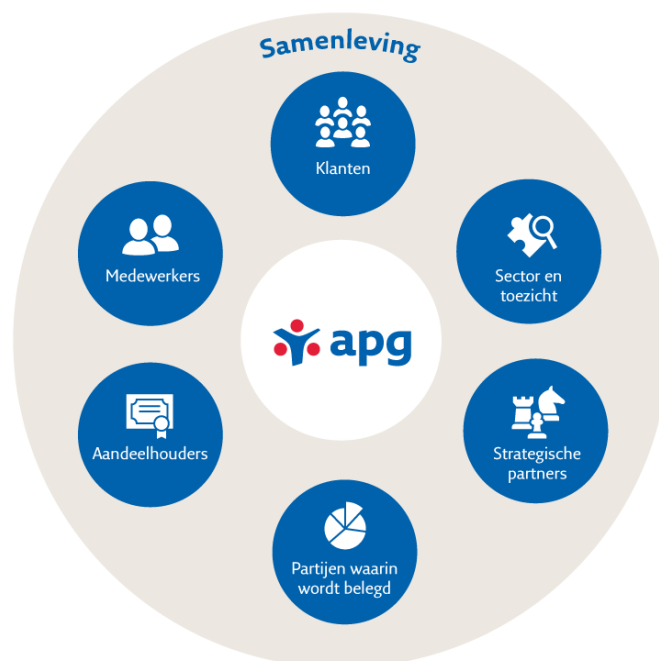 Samenleving
Klanten
Medewerkers
Sector en
toezicht
apg
Aandeelhouders
Strategische
partners
Partijen waarin
wordt belegd